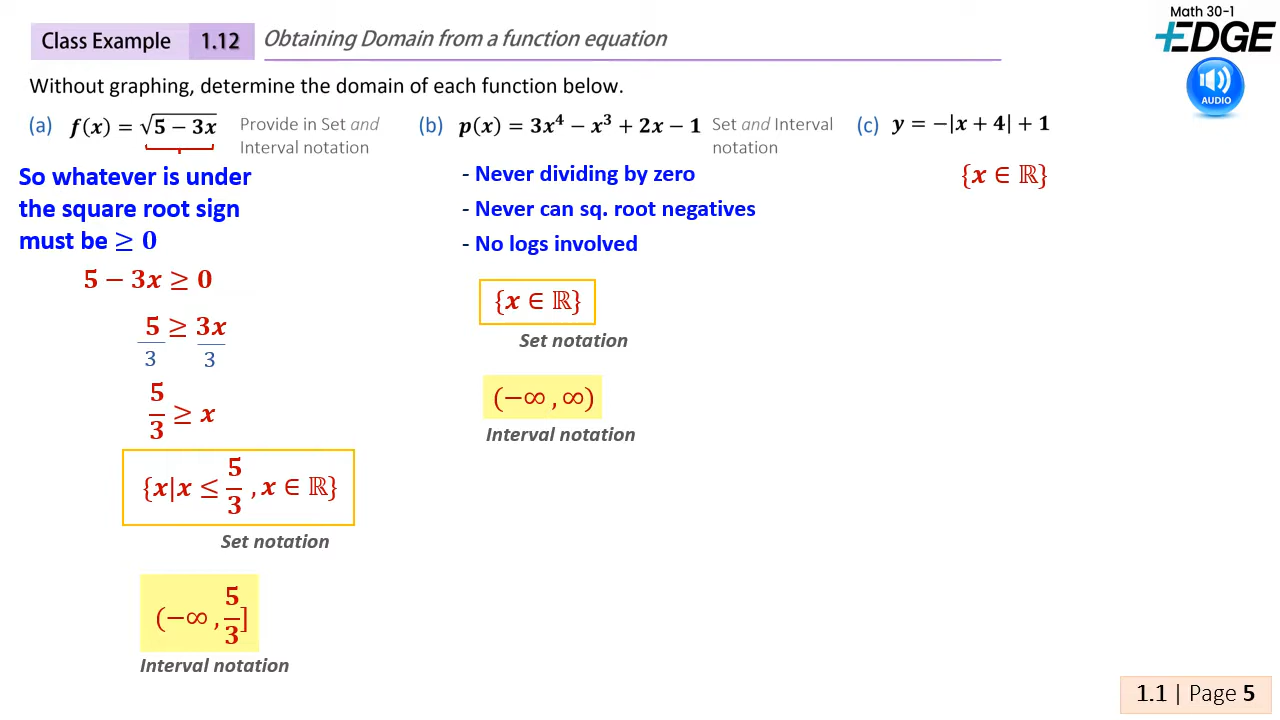 Class Example 1.12 Obtaining Domain from a function equation
Math 30-1
EDGE
AUDIO
Without graphing, determine the domain of each function below.
(a) f(x) = √(5 − 3x) Provide in Set and
Interval notation
So whatever is under
the square root sign
must be ≥ 0
5 − 3x ≥ 0
5 ≥ 3x
3 3
5/3 ≥ x
{x|x ≤ 5/3 , x ∈ ℝ}
Set notation
(−∞ , 5/3]
Interval notation
(b) p(x) = 3x⁴ − x³ + 2x − 1 Set and Interval
notation
- Never dividing by zero
- Never can sq. root negatives
- No logs involved
{x ∈ ℝ}
Set notation
(−∞ , ∞)
Interval notation
(c) y = −|x + 4| + 1
{x ∈ ℝ}
1.1 | Page 5